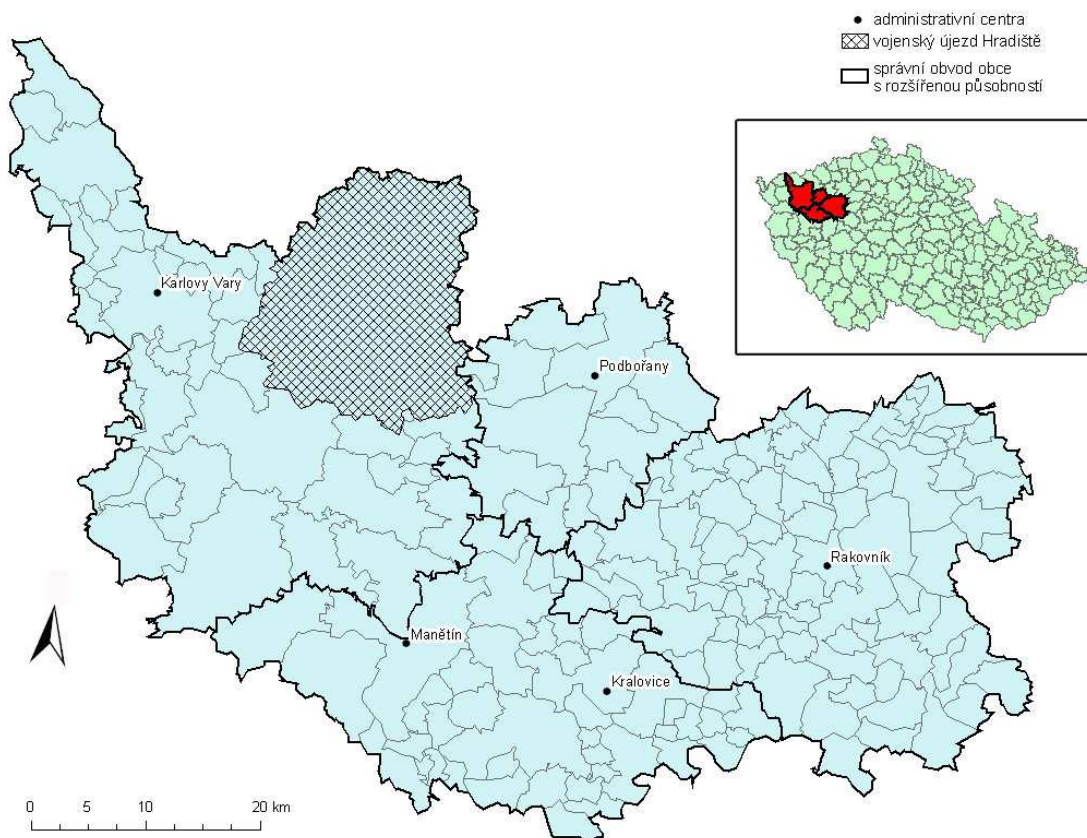 administrativní centra
vojenský újezd Hradiště
správní obvod obce
s rozšířenou působností
Karlovy Vary
Podbořany
Rakovník
Manětín
Kralovice
0 5 10 20 km